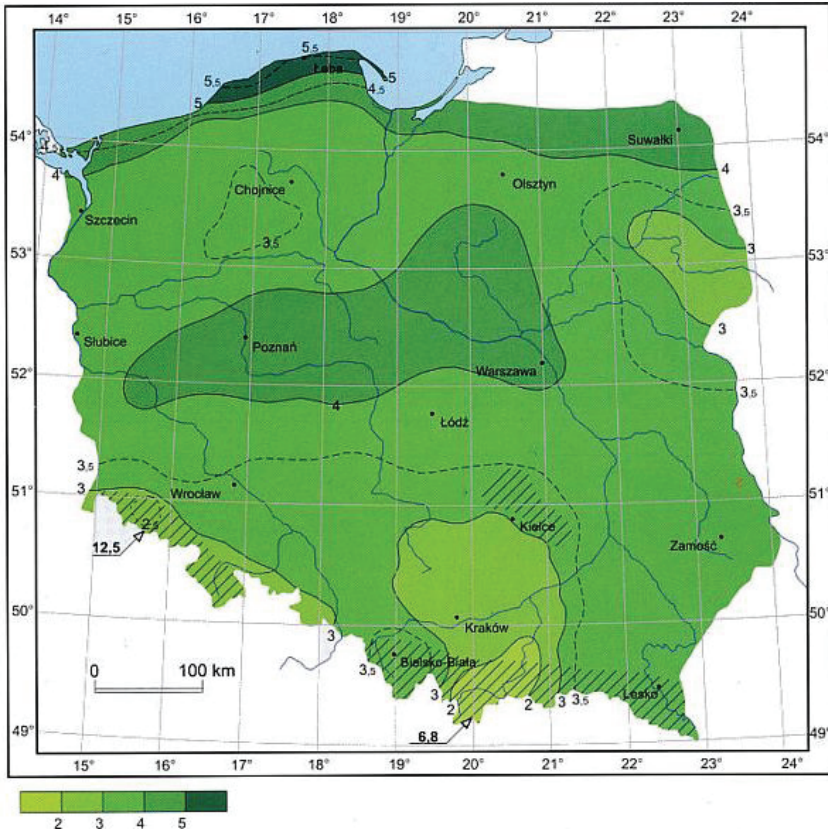 14° 15° 16° 17° 18° 19° 20° 21° 22° 23° 24°
5,5
5,5
Łeba
5
5
4,5
54°
4,5
4
Suwałki
54°
4
Chojnice
Olsztyn
3,5
Szczecin
3,5
3
53°
53°
3
Słubice
Poznań
Warszawa
52°
52°
4
3,5
Łódź
3,5
3
51°
Wrocław
51°
2,5
Kielce
12,5
Zamość
50°
50°
3
Kraków
0 100 km
3,5
Bielsko-Biała
Lesko
3
2
2
3
3,5
49°
49°
6,8
15° 16° 17° 18° 19° 20° 21° 22° 23° 24°
2 3 4 5